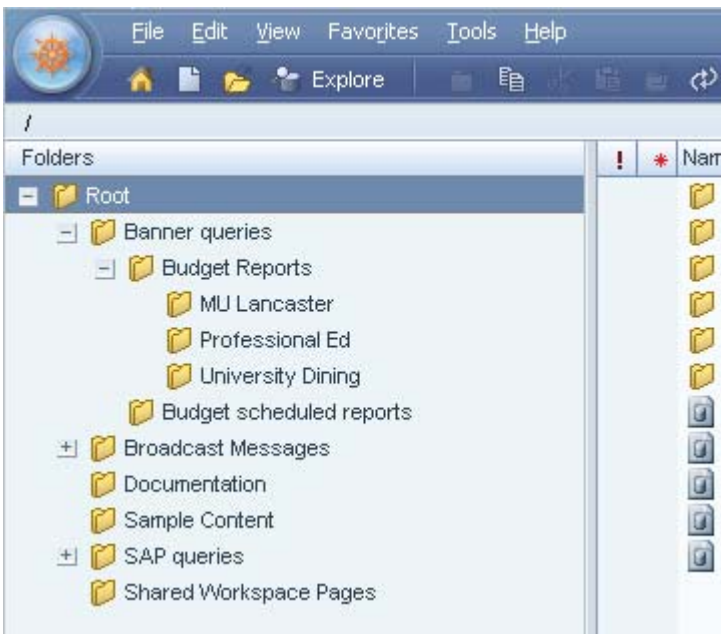 File Edit View Favorites Tools Help
Explore
/
Folders
! * Nam
Root
Banner queries
Budget Reports
MU Lancaster
Professional Ed
University Dining
Budget scheduled reports
Broadcast Messages
Documentation
Sample Content
SAP queries
Shared Workspace Pages